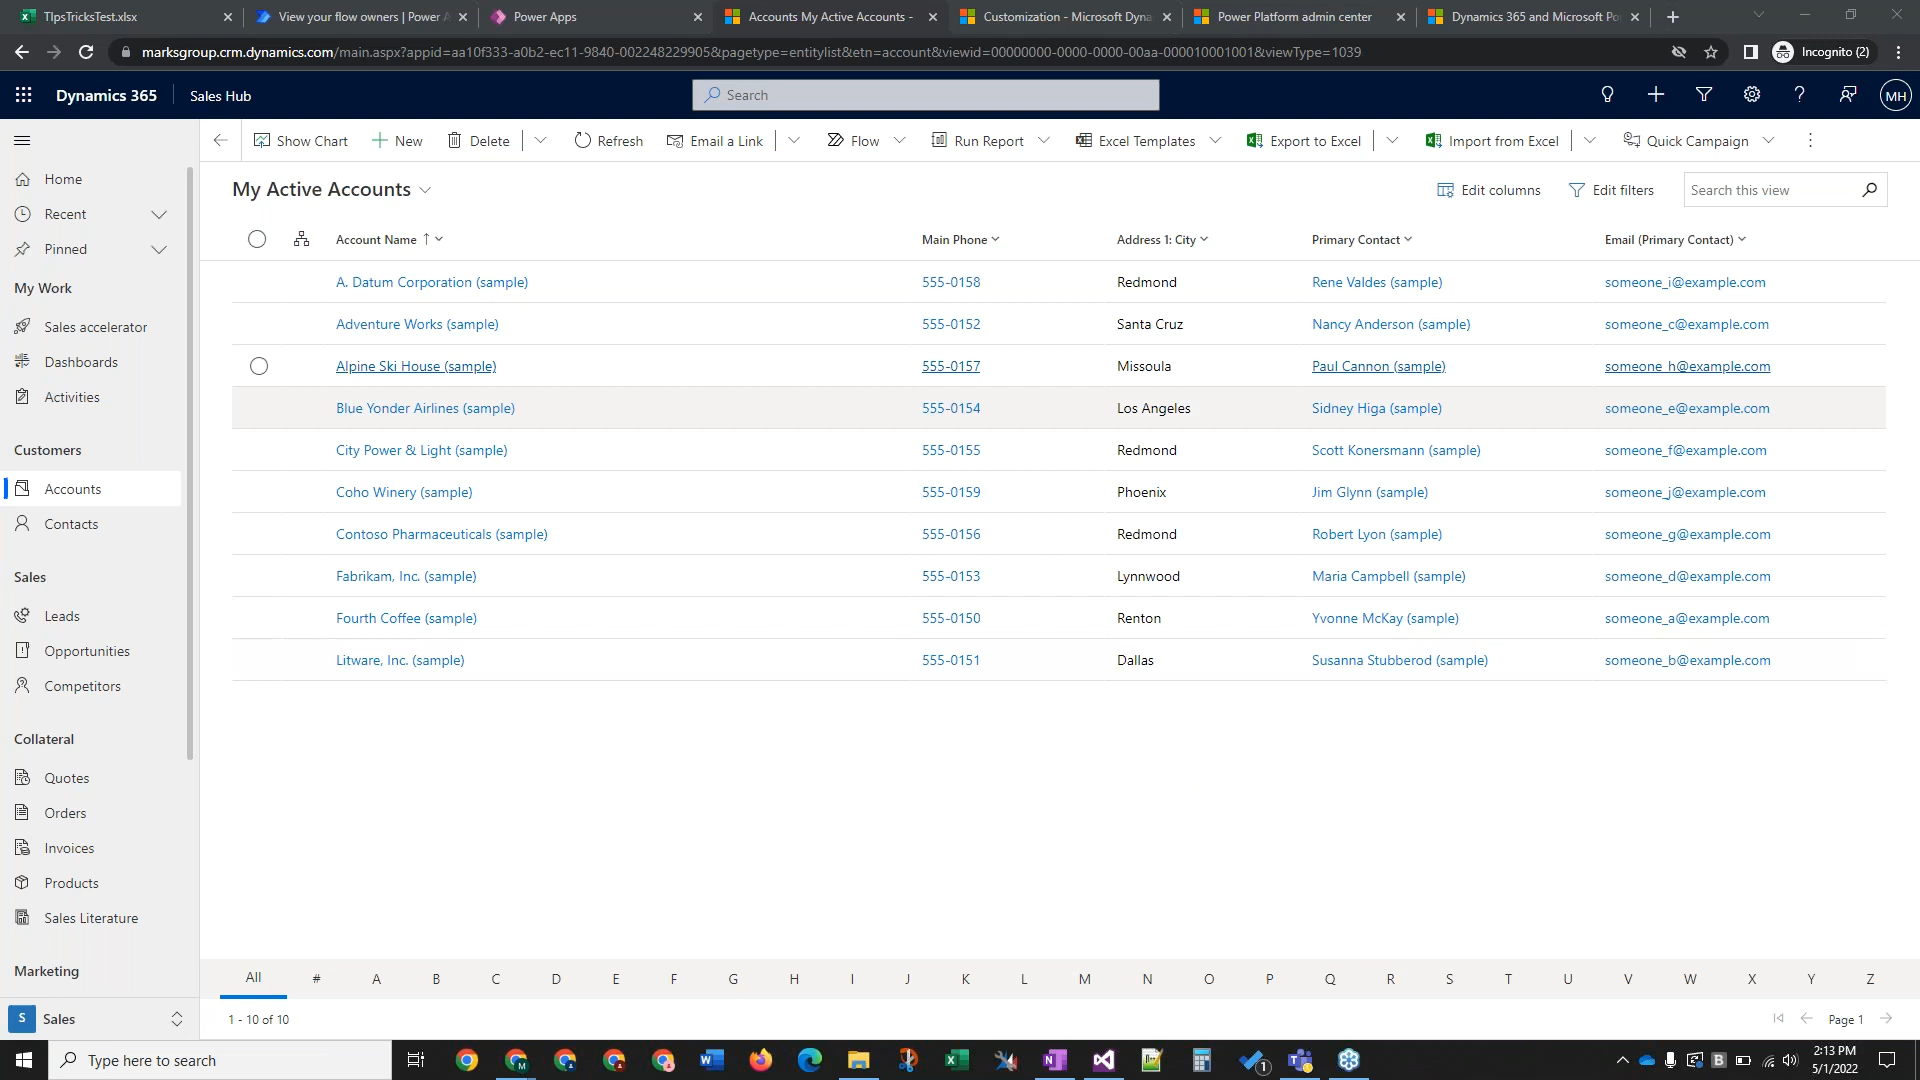 TIpsTricksTest.xlsx
View your flow owners | Power A
Power Apps
Accounts My Active Accounts -
Customization - Microsoft Dyna
Power Platform admin center
Dynamics 365 and Microsoft Po
marksgroup.crm.dynamics.com/main.aspx?appid=aa10f333-a0b2-ec11-9840-002248229905&pagetype=entitylist&etn=account&viewid=00000000-0000-0000-00aa-000010001001&viewType=1039
Incognito (2)
Dynamics 365
Sales Hub
Search
MH
Show Chart
New
Delete
Refresh
Email a Link
Flow
Run Report
Excel Templates
Export to Excel
Import from Excel
Quick Campaign
Home
Recent
Pinned
My Work
Sales accelerator
Dashboards
Activities
Customers
Accounts
Contacts
Sales
Leads
Opportunities
Competitors
Collateral
Quotes
Orders
Invoices
Products
Sales Literature
Marketing
S Sales
My Active Accounts
Edit columns
Edit filters
Search this view
Account Name ↑ Main Phone Address 1: City Primary Contact Email (Primary Contact)
A. Datum Corporation (sample) 555-0158 Redmond Rene Valdes (sample) someone_i@example.com
Adventure Works (sample) 555-0152 Santa Cruz Nancy Anderson (sample) someone_c@example.com
Alpine Ski House (sample) 555-0157 Missoula Paul Cannon (sample) someone_h@example.com
Blue Yonder Airlines (sample) 555-0154 Los Angeles Sidney Higa (sample) someone_e@example.com
City Power & Light (sample) 555-0155 Redmond Scott Konersmann (sample) someone_f@example.com
Coho Winery (sample) 555-0159 Phoenix Jim Glynn (sample) someone_j@example.com
Contoso Pharmaceuticals (sample) 555-0156 Redmond Robert Lyon (sample) someone_g@example.com
Fabrikam, Inc. (sample) 555-0153 Lynnwood Maria Campbell (sample) someone_d@example.com
Fourth Coffee (sample) 555-0150 Renton Yvonne McKay (sample) someone_a@example.com
Litware, Inc. (sample) 555-0151 Dallas Susanna Stubberod (sample) someone_b@example.com
All # A B C D E F G H I J K L M N O P Q R S T U V W X Y Z
1 - 10 of 10
Page 1
Type here to search
2:13 PM
5/1/2022